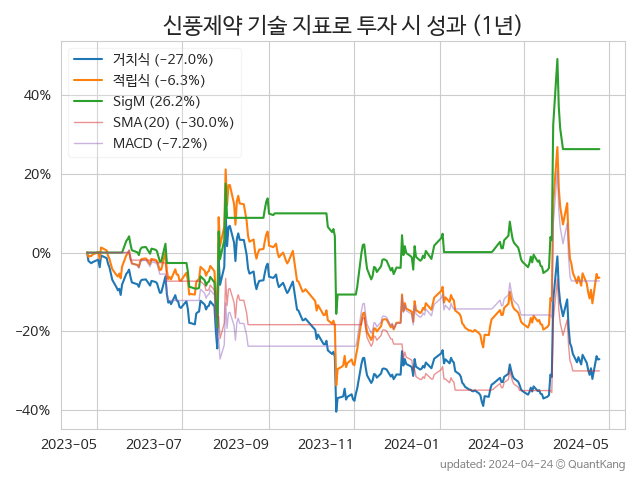 신풍제약 기술 지표로 투자 시 성과 (1년)
거치식 (−27.0%)
적립식 (−6.3%)
SigM (26.2%)
SMA(20) (−30.0%)
MACD (−7.2%)
40%
20%
0%
−20%
−40%
2023-05 2023-07 2023-09 2023-11 2024-01 2024-03 2024-05
updated: 2024-04-24 © QuantKang